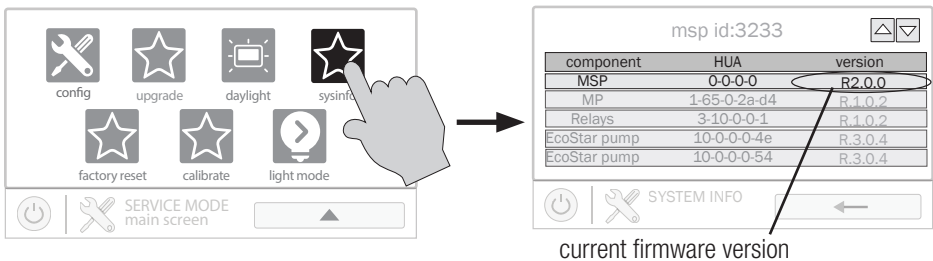 config
upgrade
daylight
sysinfo
factory reset
calibrate
light mode
SERVICE MODE
main screen
msp id:3233
component HUA version
MSP 0-0-0-0 R2.0.0
MP 1-65-0-2a-d4 R.1.0.2
Relays 3-10-0-0-1 R.1.0.2
EcoStar pump 10-0-0-0-4e R.3.0.4
EcoStar pump 10-0-0-0-54 R.3.0.4
SYSTEM INFO
current firmware version